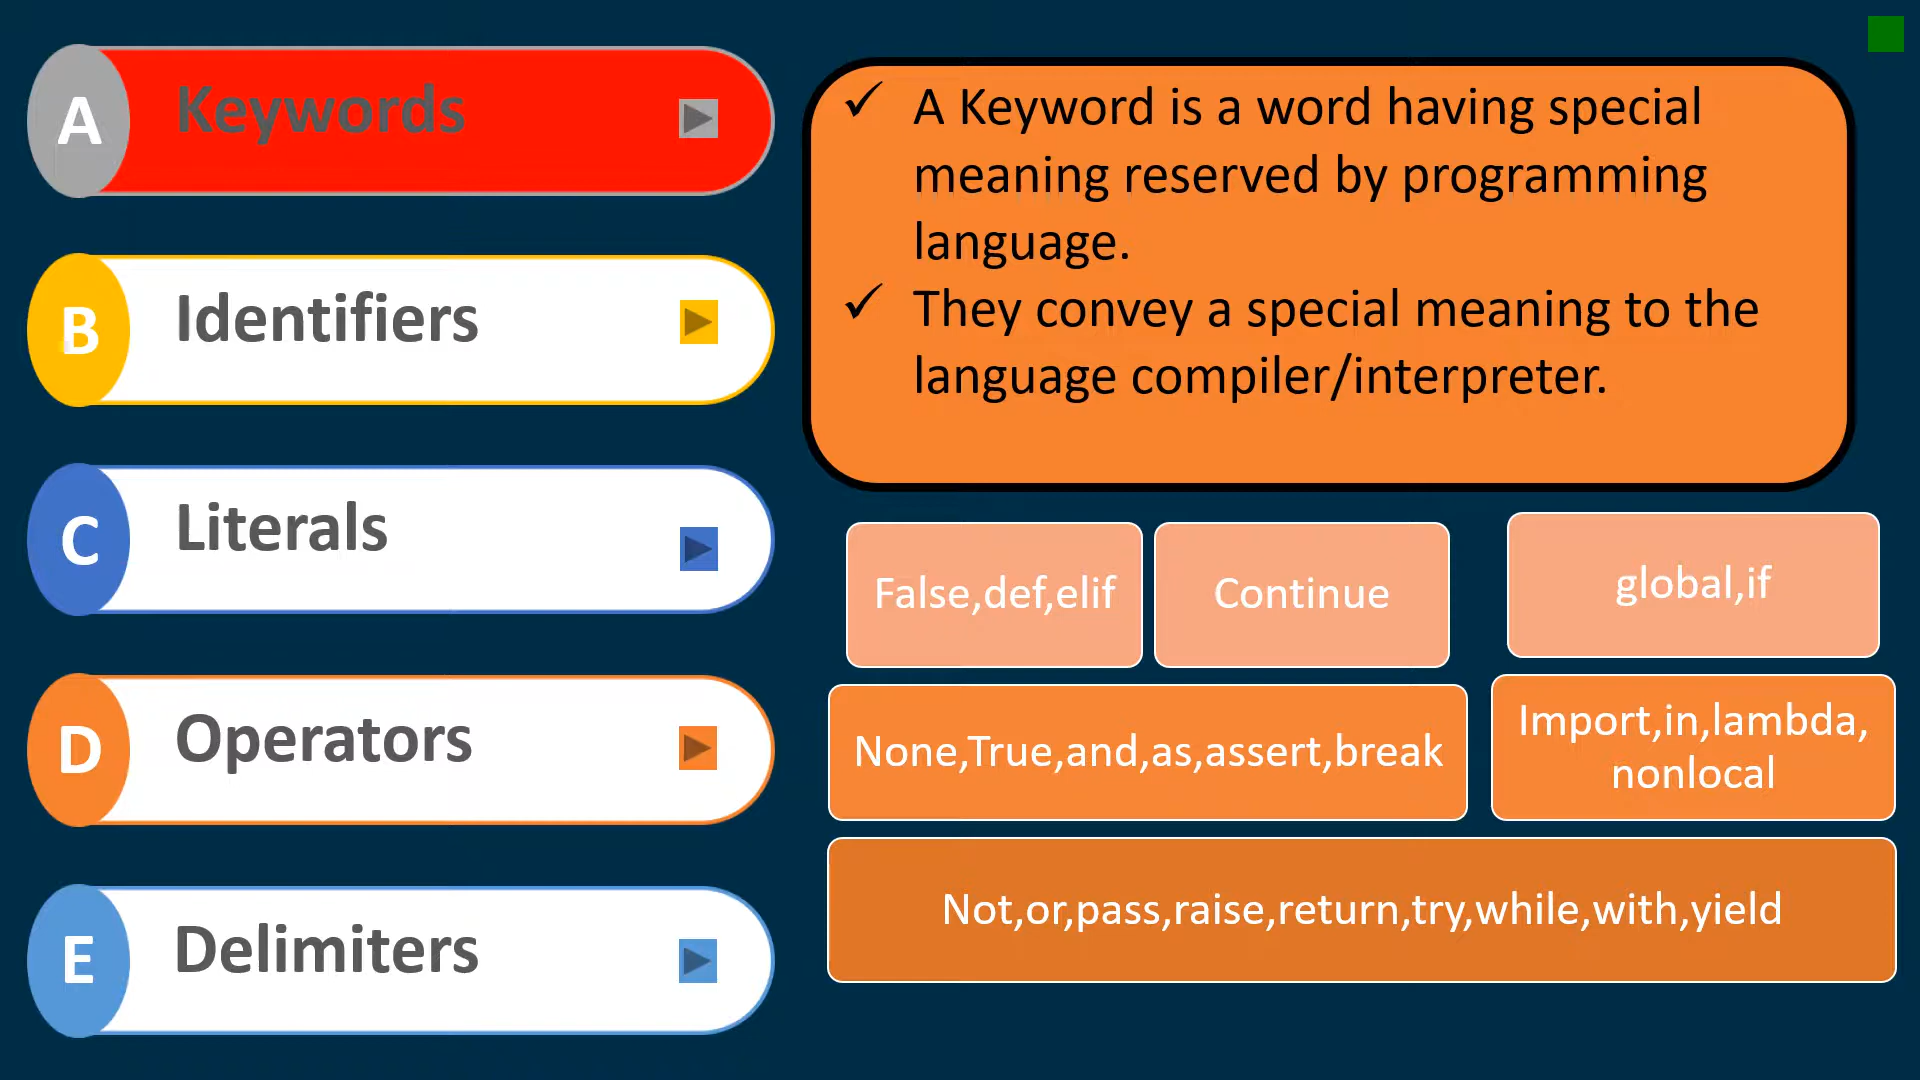 A Keywords
B Identifiers
C Literals
D Operators
E Delimiters
✓ A Keyword is a word having special
meaning reserved by programming
language.
✓ They convey a special meaning to the
language compiler/interpreter.
False,def,elif
Continue
global,if
None,True,and,as,assert,break
Import,in,lambda,
nonlocal
Not,or,pass,raise,return,try,while,with,yield